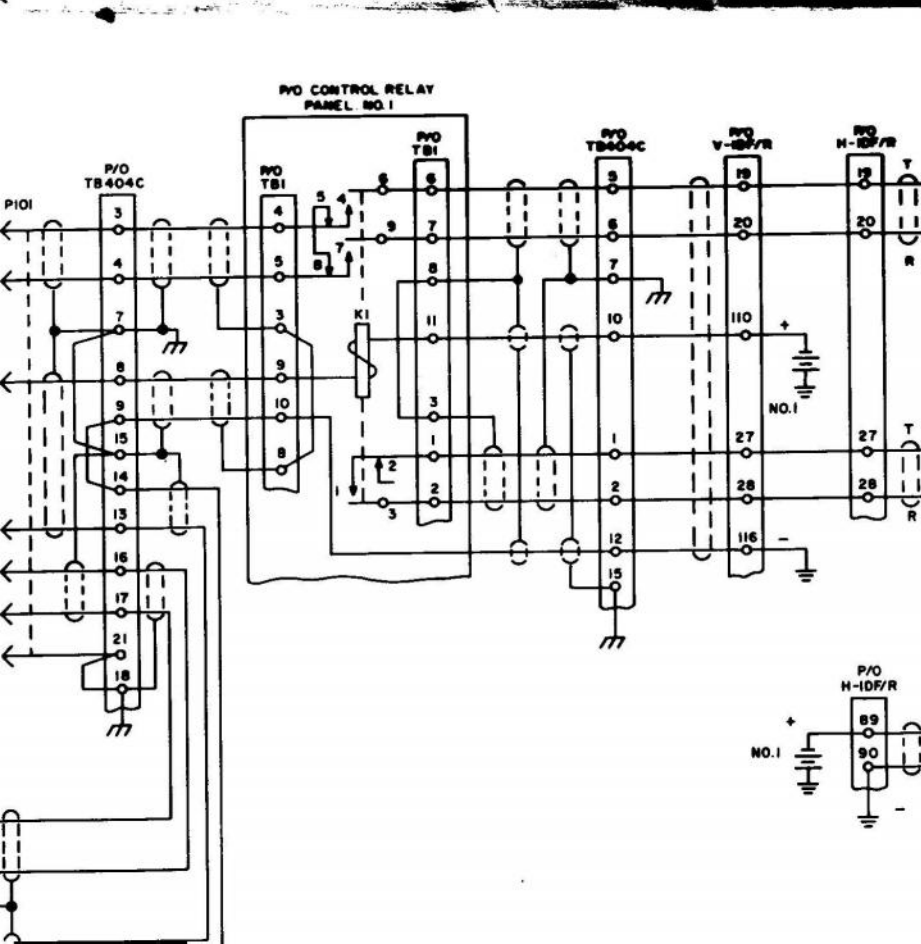 P/O CONTROL RELAY
PANEL NO. 1
P/O
TB404C
P/O
TB1
P/O
TB1
P/O
TB404C
P/O
V-IDF/R
P/O
H-IDF/R
P101
3
4
7
8
9
15
14
13
16
17
21
18
4
5
3
9
10
8
5
4
7
8
6
9
K1
1
2
3
6
7
8
11
3
1
2
5
6
7
10
1
2
12
15
19
20
110
27
28
116
+
NO. 1
-
19
20
27
28
T
R
T
R
P/O
H-IDF/R
89
90
+
NO. 1
-